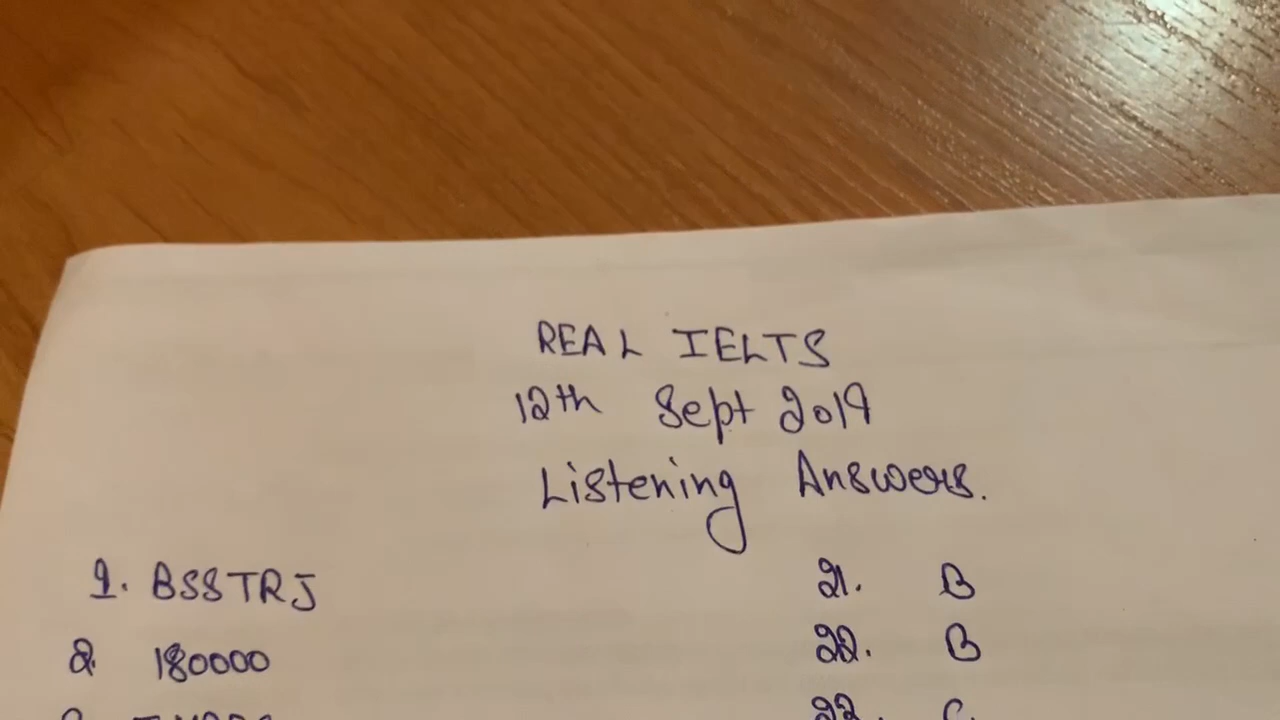 REAL IELTS
12th Sept 2019
Listening Answers.
1. BSSTRJ 21. B
2. 180000 22. B